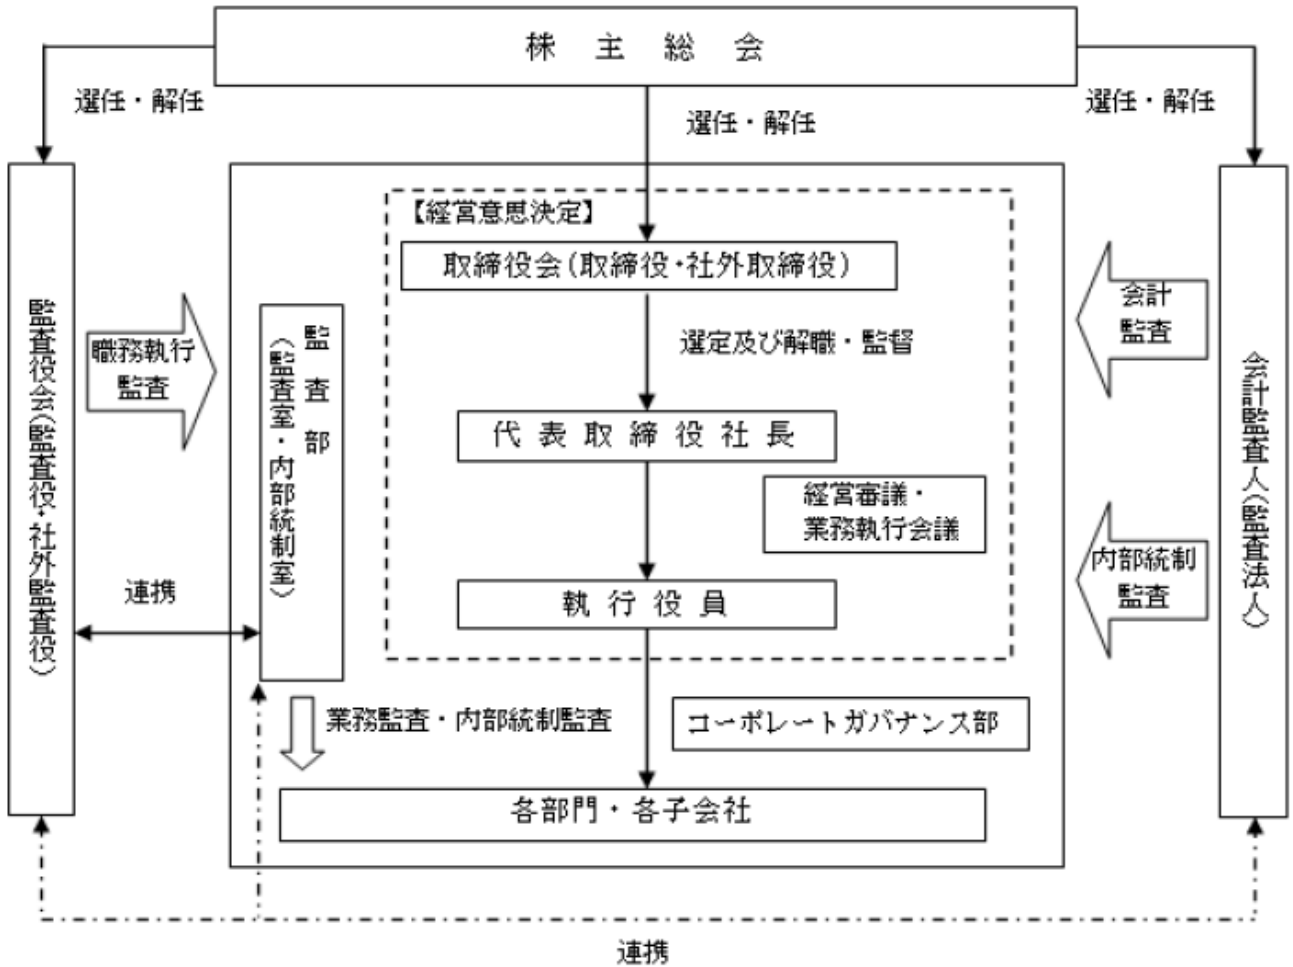 株主総会
選任・解任
選任・解任
選任・解任
【経営意思決定】
取締役会(取締役・社外取締役)
選定及び解職・監督
代表取締役社長
経営審議・
業務執行会議
執行役員
コーポレートガバナンス部
各部門・各子会社
監査役会(監査役・社外監査役)
職務執行
監査
監査部
(監査室・内部統制室)
連携
業務監査・内部統制監査
会計
監査
内部統制
監査
会計監査人(監査法人)
連携